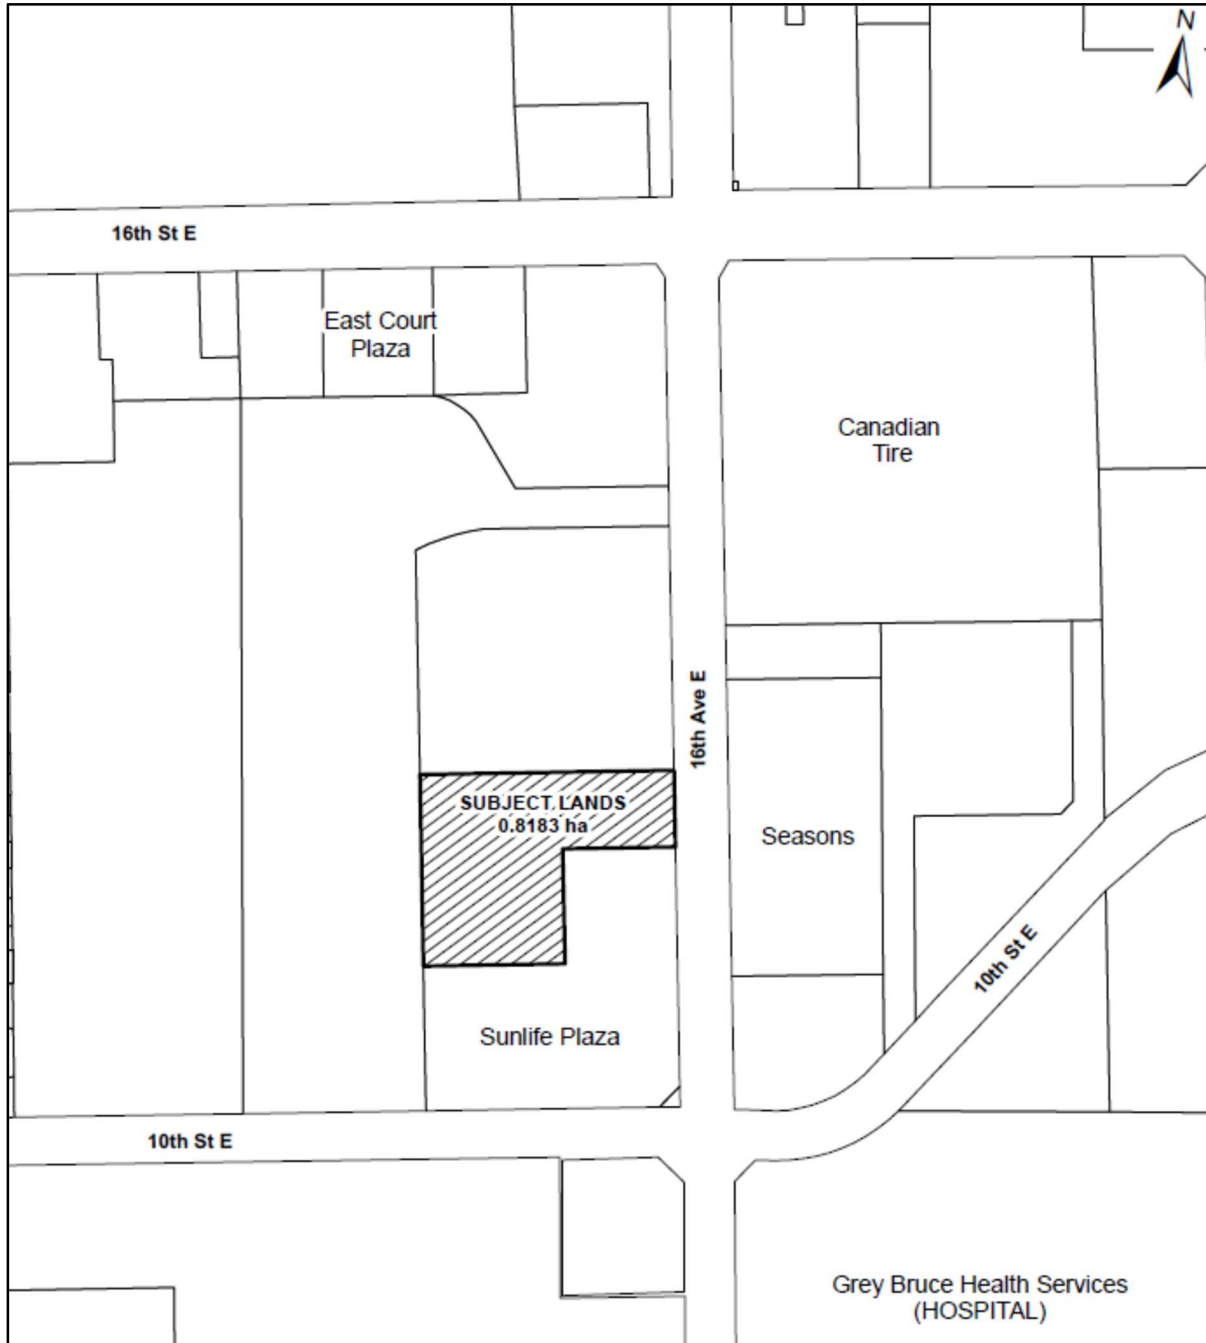 N
16th St E
East Court
Plaza
Canadian
Tire
16th Ave E
SUBJECT LANDS
0.8183 ha
Seasons
10th St E
Sunlife Plaza
10th St E
Grey Bruce Health Services
(HOSPITAL)